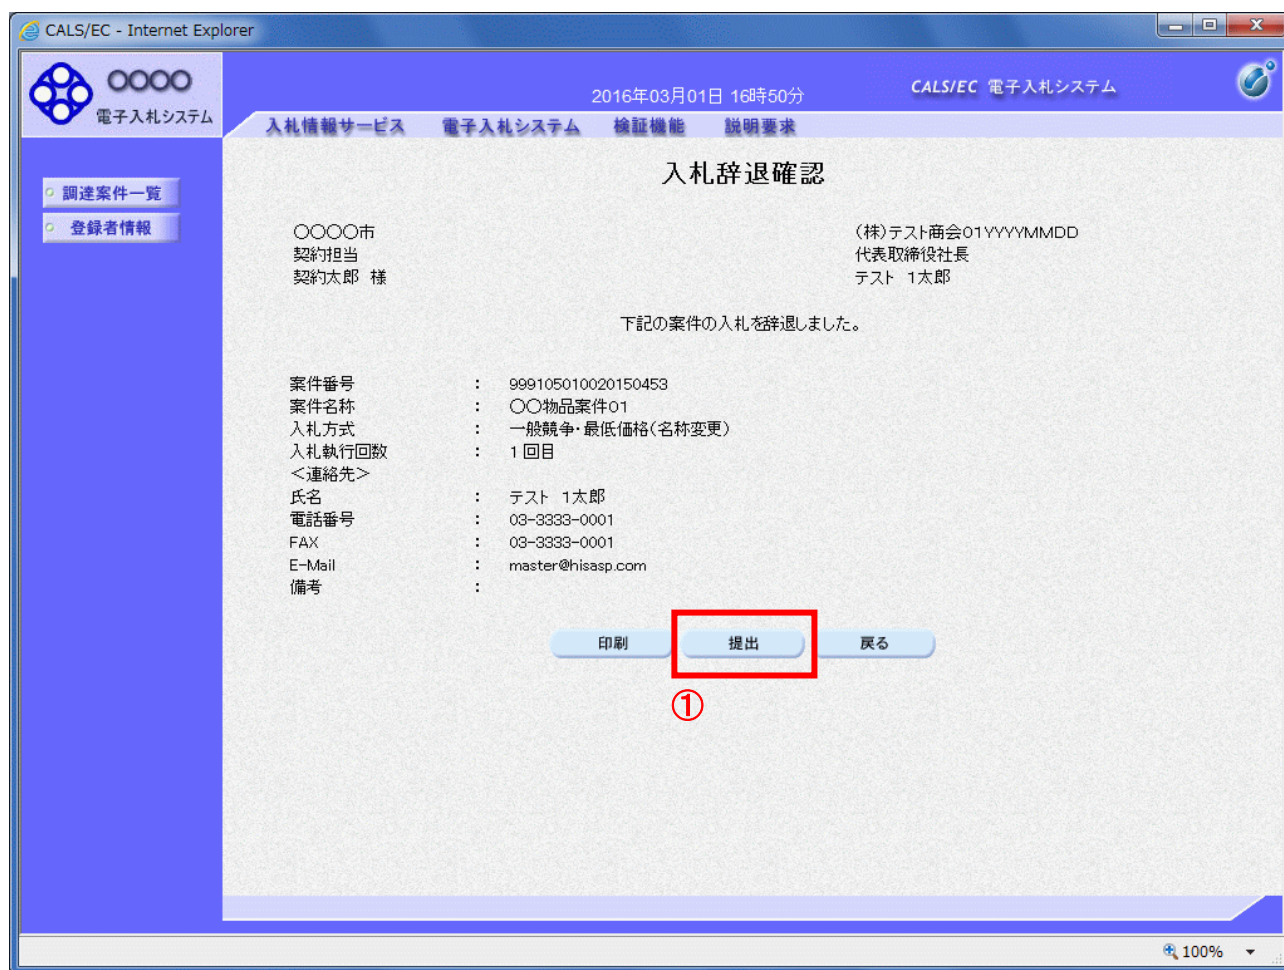 CALS/EC - Internet Explorer
〇〇〇〇
電子入札システム
2016年03月01日 16時50分
CALS/EC 電子入札システム
入札情報サービス 電子入札システム 検証機能 説明要求
調達案件一覧
登録者情報
入札辞退確認
〇〇〇〇市
契約担当
契約太郎 様
(株)テスト商会01YYYYMMDD
代表取締役社長
テスト 1太郎
下記の案件の入札を辞退しました。
案件番号 : 999105010020150453
案件名称 : 〇〇物品案件01
入札方式 : 一般競争・最低価格(名称変更)
入札執行回数 : 1回目
<連絡先>
氏名 : テスト 1太郎
電話番号 : 03-3333-0001
FAX : 03-3333-0001
E-Mail : master@hisasp.com
備考 :
印刷 提出 戻る
①
100%